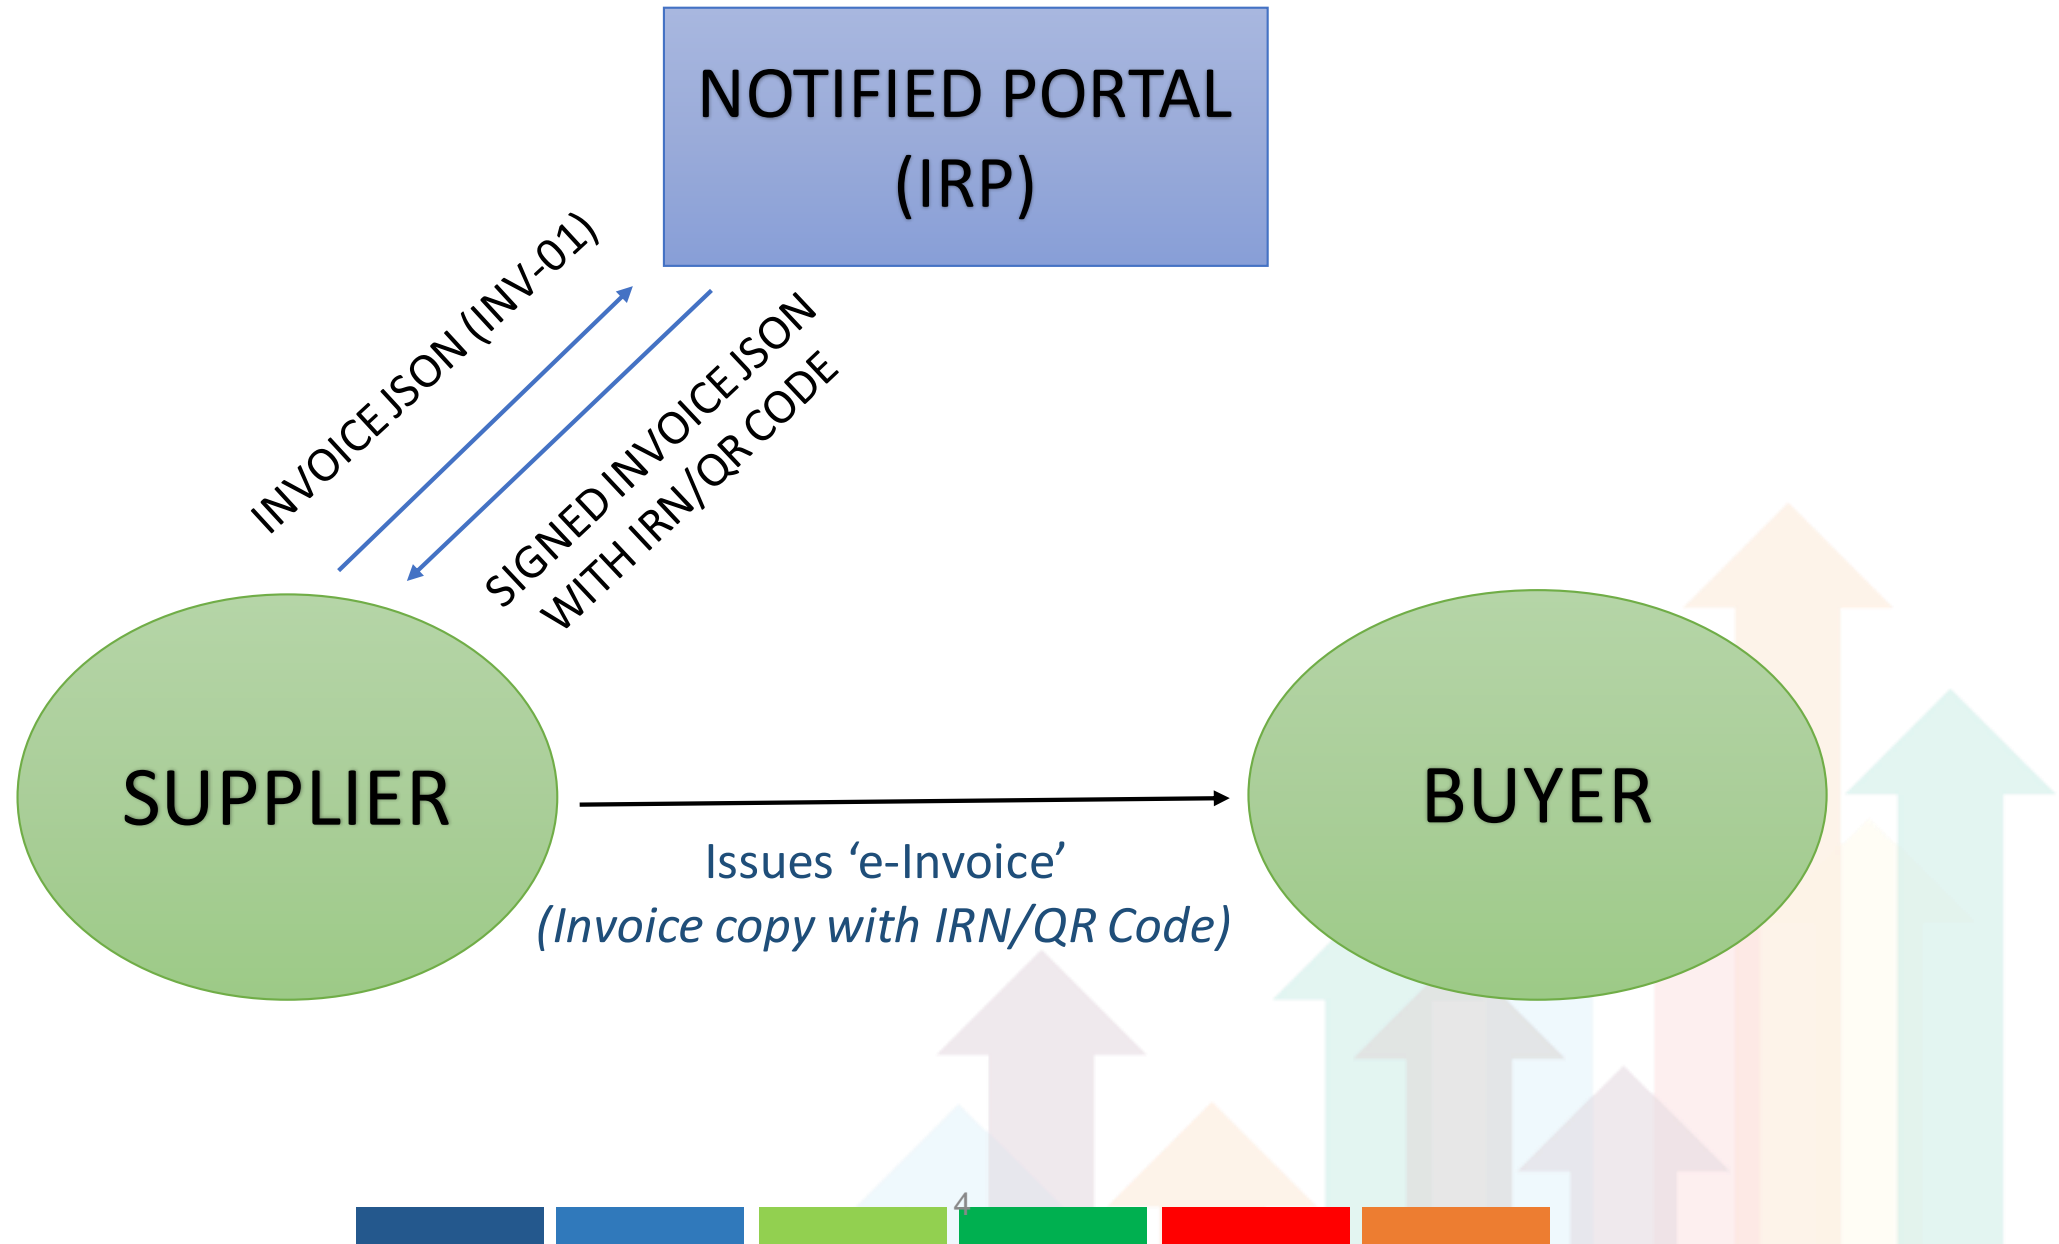 NOTIFIED PORTAL
(IRP)
INVOICE JSON (INV-01)
SIGNED INVOICE JSON
WITH IRN/QR CODE
SUPPLIER
BUYER
Issues ‘e-Invoice’
(Invoice copy with IRN/QR Code)
4